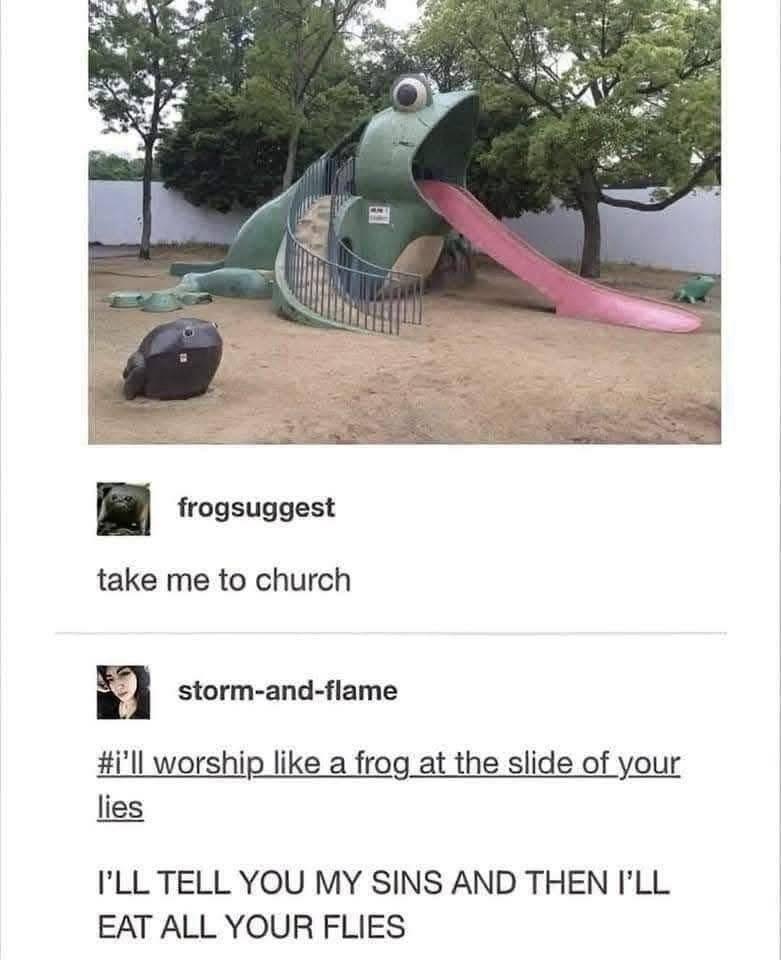 frogsuggest
take me to church
storm-and-flame
#i'll worship like a frog at the slide of your
lies
I'LL TELL YOU MY SINS AND THEN I'LL
EAT ALL YOUR FLIES